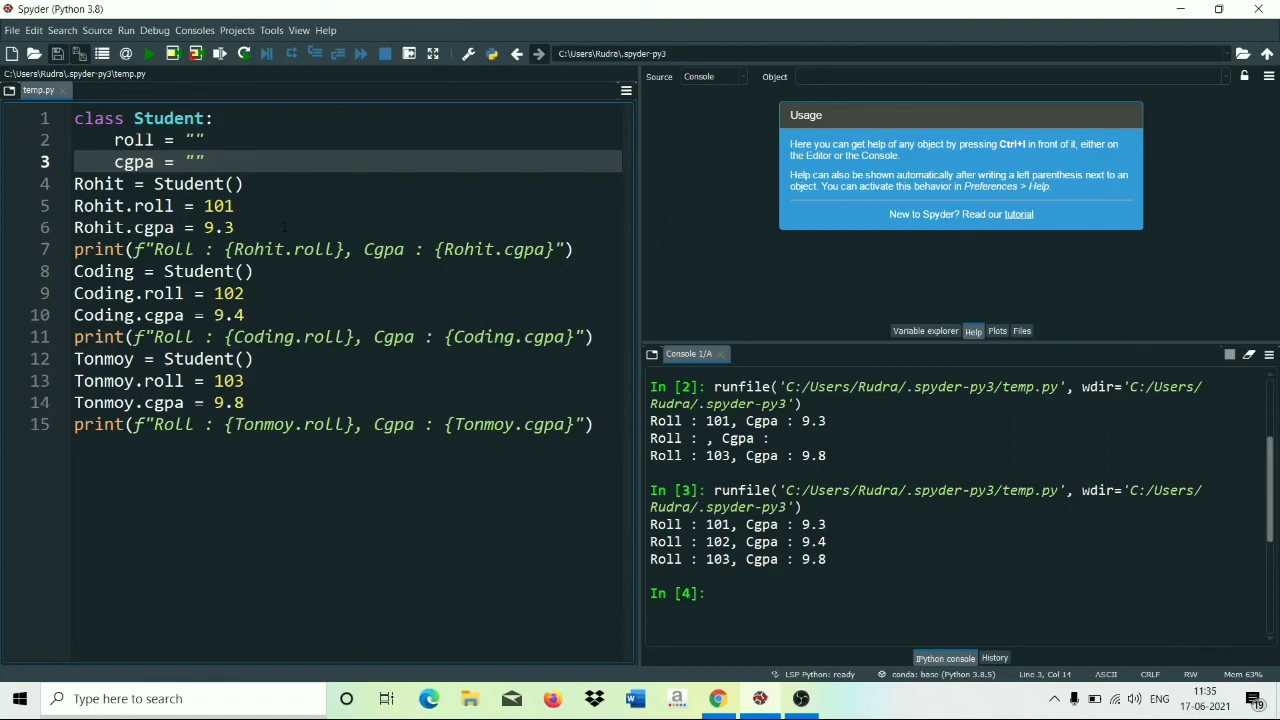 Spyder (Python 3.8)
File Edit Search Source Run Debug Consoles Projects Tools View Help
C:\Users\Rudra\.spyder-py3
C:\Users\Rudra\.spyder-py3\temp.py
temp.py
1 class Student:
2 roll = ""
3 cgpa = ""
4 Rohit = Student()
5 Rohit.roll = 101
6 Rohit.cgpa = 9.3
7 print(f"Roll : {Rohit.roll}, Cgpa : {Rohit.cgpa}")
8 Coding = Student()
9 Coding.roll = 102
10 Coding.cgpa = 9.4
11 print(f"Roll : {Coding.roll}, Cgpa : {Coding.cgpa}")
12 Tonmoy = Student()
13 Tonmoy.roll = 103
14 Tonmoy.cgpa = 9.8
15 print(f"Roll : {Tonmoy.roll}, Cgpa : {Tonmoy.cgpa}")
Source Console Object
Usage
Here you can get help of any object by pressing Ctrl+I in front of it, either on
the Editor or the Console.
Help can also be shown automatically after writing a left parenthesis next to an
object. You can activate this behavior in Preferences > Help.
New to Spyder? Read our tutorial
Variable explorer Help Plots Files
Console 1/A
In [2]: runfile('C:/Users/Rudra/.spyder-py3/temp.py', wdir='C:/Users/
Rudra/.spyder-py3')
Roll : 101, Cgpa : 9.3
Roll : , Cgpa :
Roll : 103, Cgpa : 9.8
In [3]: runfile('C:/Users/Rudra/.spyder-py3/temp.py', wdir='C:/Users/
Rudra/.spyder-py3')
Roll : 101, Cgpa : 9.3
Roll : 102, Cgpa : 9.4
Roll : 103, Cgpa : 9.8
In [4]:
IPython console History
LSP Python: ready conda: base (Python 3.8.5) Line 3, Col 14 ASCII CRLF RW Mem 63%
Type here to search
ENG
11:35
17-06-2021
19